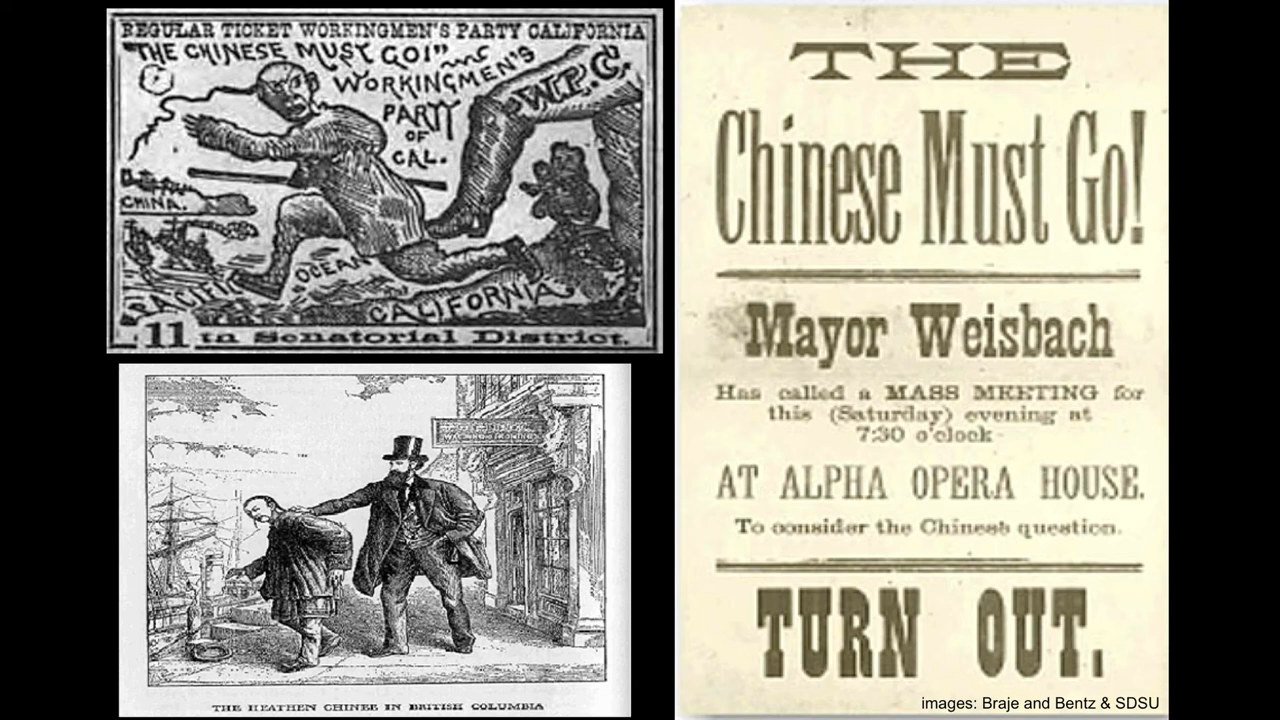 REGULAR TICKET WORKINGMEN'S PARTY CALIFORNIA
"THE CHINESE MUST GO!"
WORKINGMEN'S
PARTY
OF
CAL.
W.P.C.
CHINA.
PACIFIC
OCEAN
CALIFORNIA
11th Senatorial District.
WASHING & IRONING
THE HEATHEN CHINEE IN BRITISH COLUMBIA
THE
Chinese Must Go!
Mayor Weisbach
Has called a MASS MEETING for
this (Saturday) evening at
7:30 o'clock
AT ALPHA OPERA HOUSE.
To consider the Chinese question.
TURN OUT.
images: Braje and Bentz & SDSU